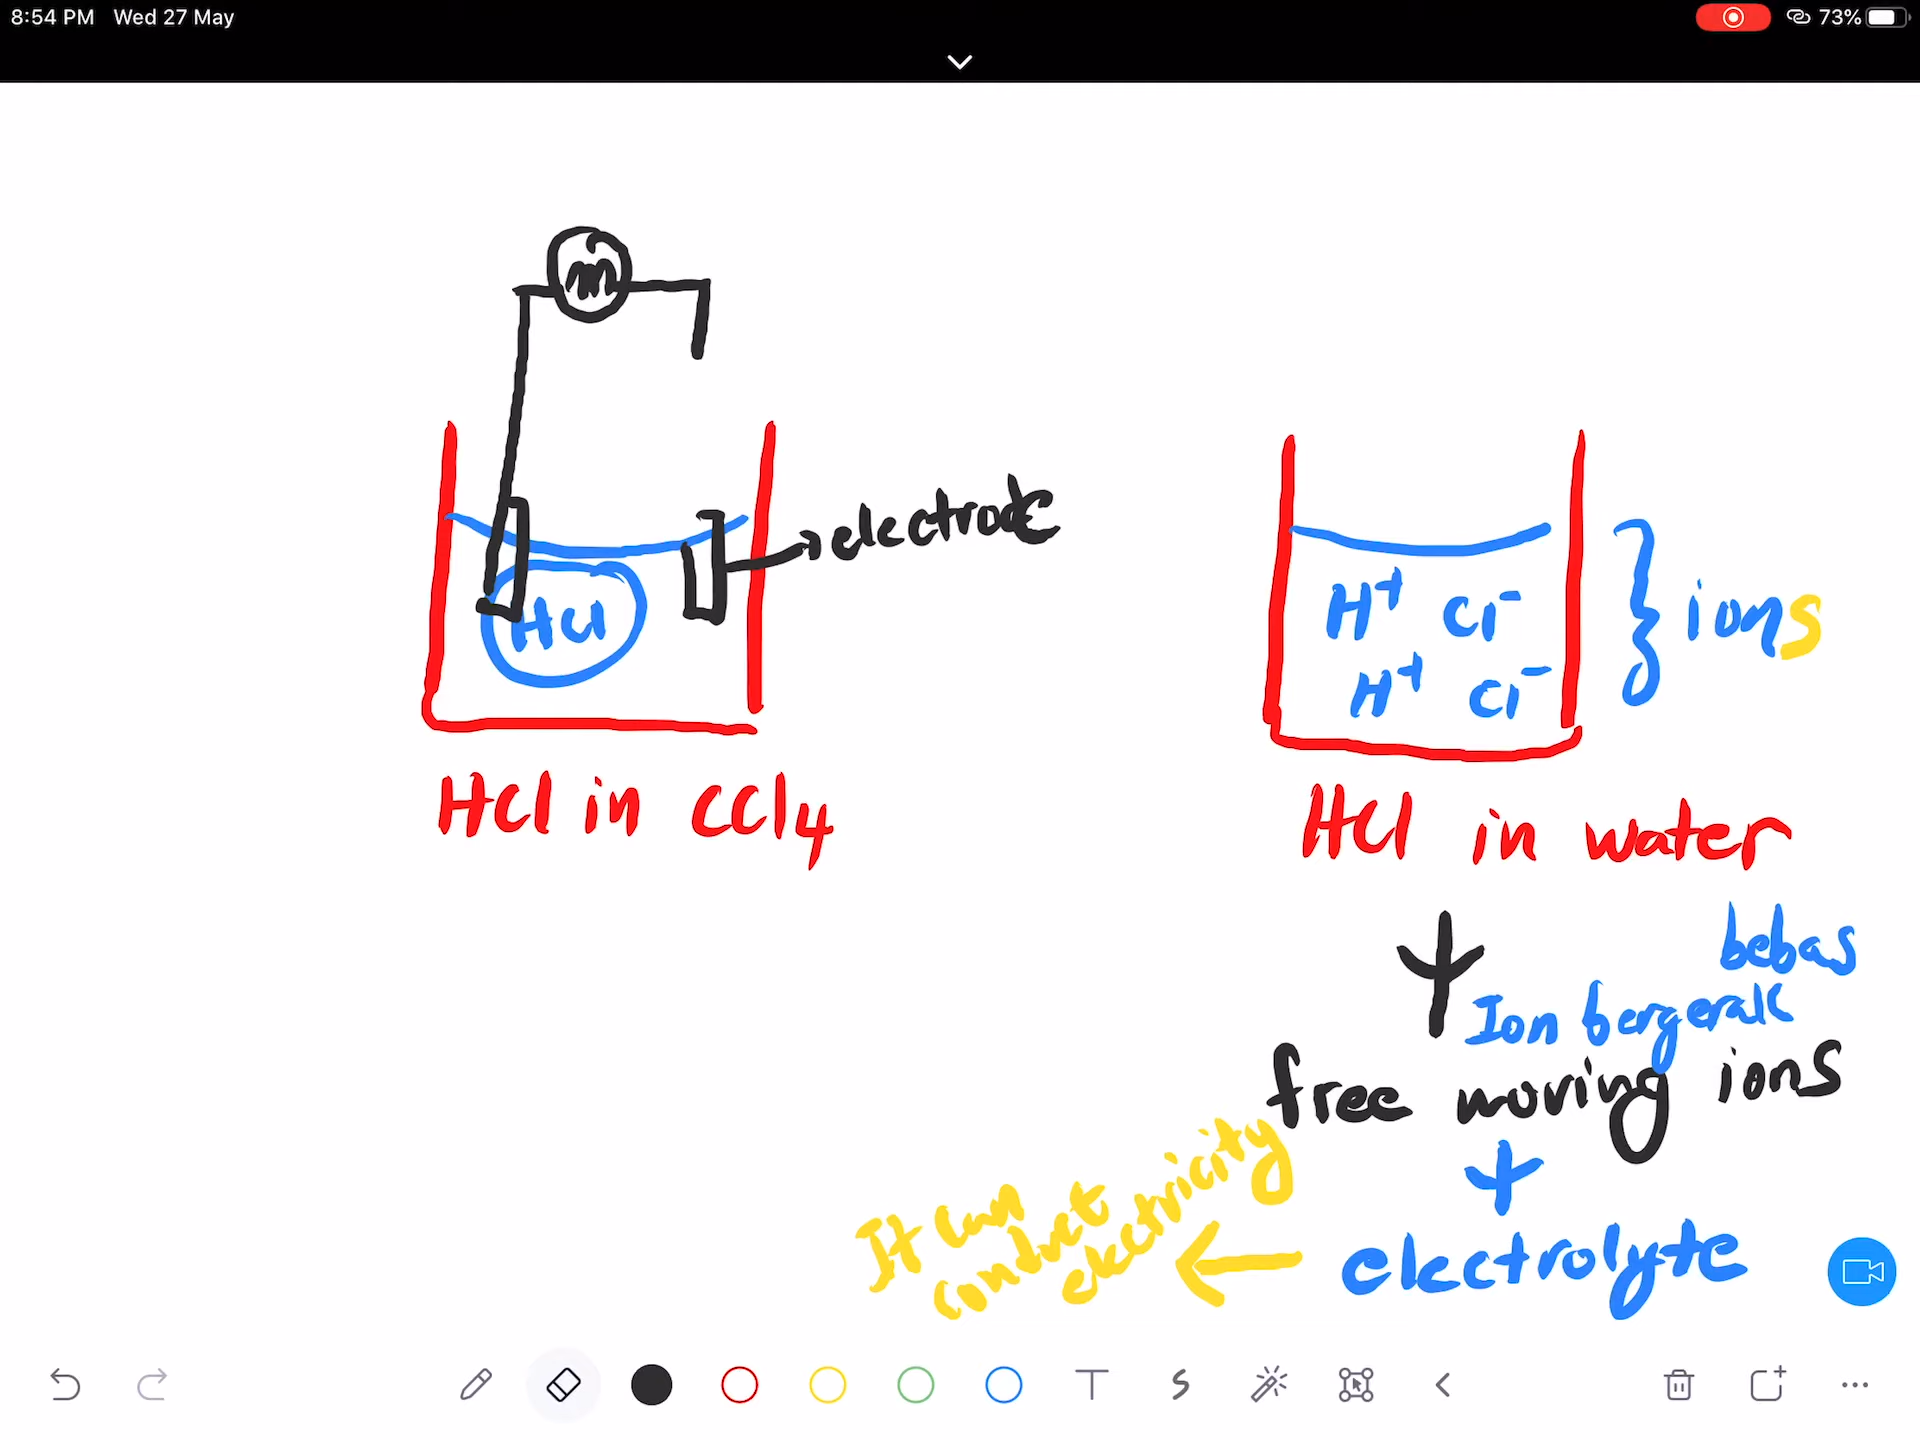 8:54 PM Wed 27 May
73%
m
electrode
HCl
H+ Cl-
H+ Cl-
ions
HCl in CCl4
HCl in water
bebas
Ion bergerak
free moving ions
electrolyte
It can
conduct
electricity
T